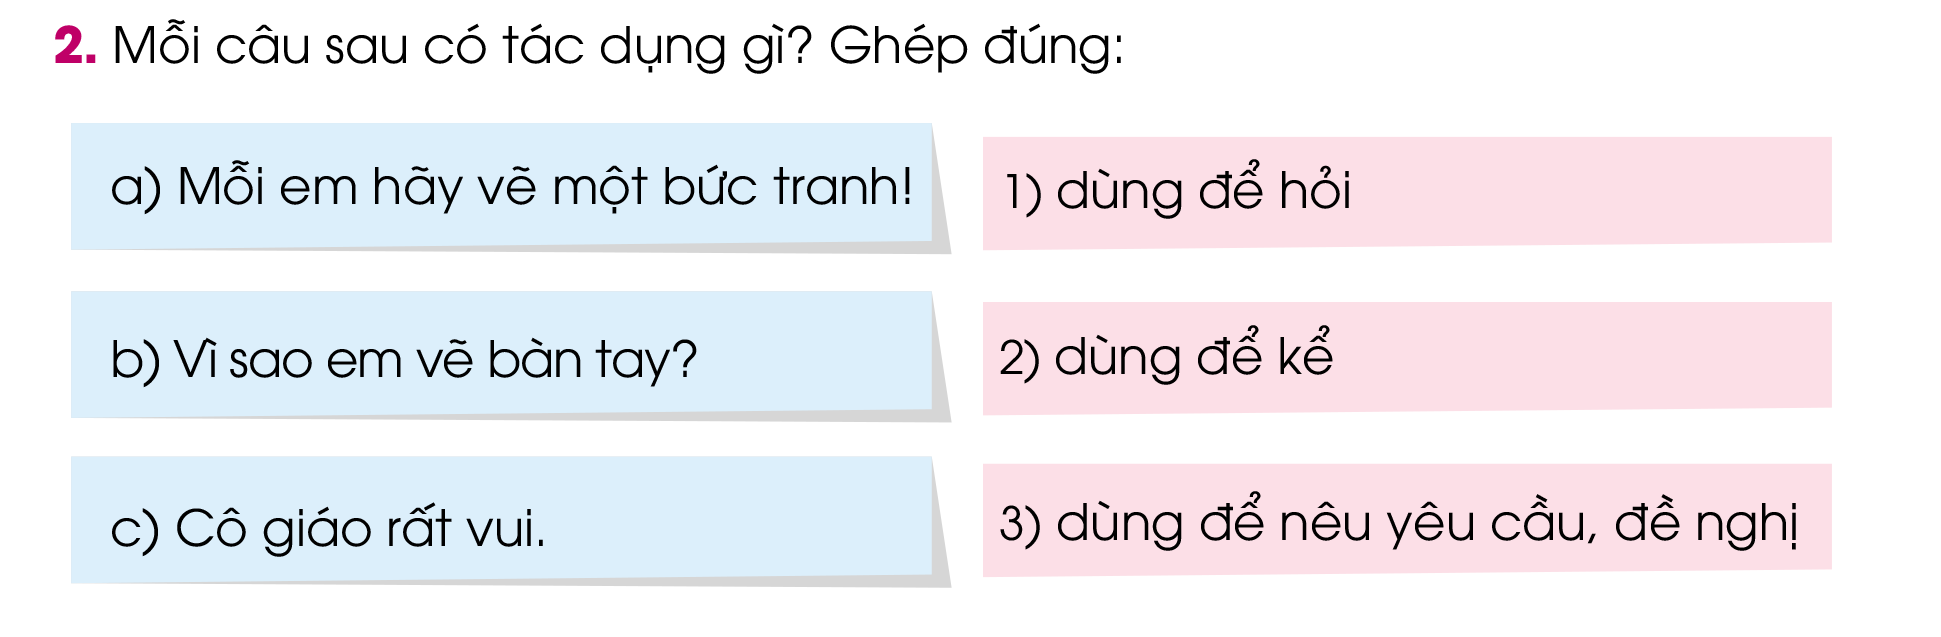 2. Mỗi câu sau có tác dụng gì? Ghép đúng:
a) Mỗi em hãy vẽ một bức tranh!
1) dùng để hỏi
b) Vì sao em vẽ bàn tay?
2) dùng để kể
c) Cô giáo rất vui.
3) dùng để nêu yêu cầu, đề nghị